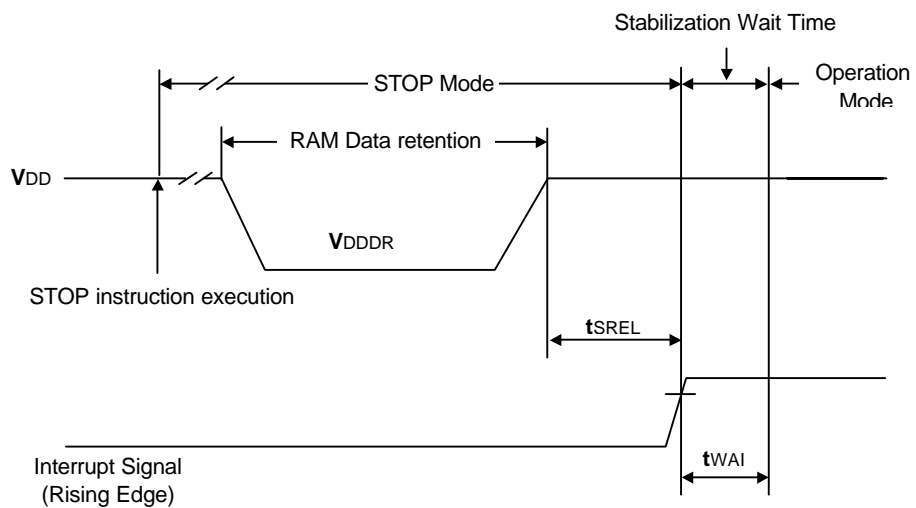 Stabilization Wait Time
STOP Mode
Operation
Mode
RAM Data retention
VDD
VDDDR
STOP instruction execution
tSREL
Interrupt Signal
(Rising Edge)
tWAI